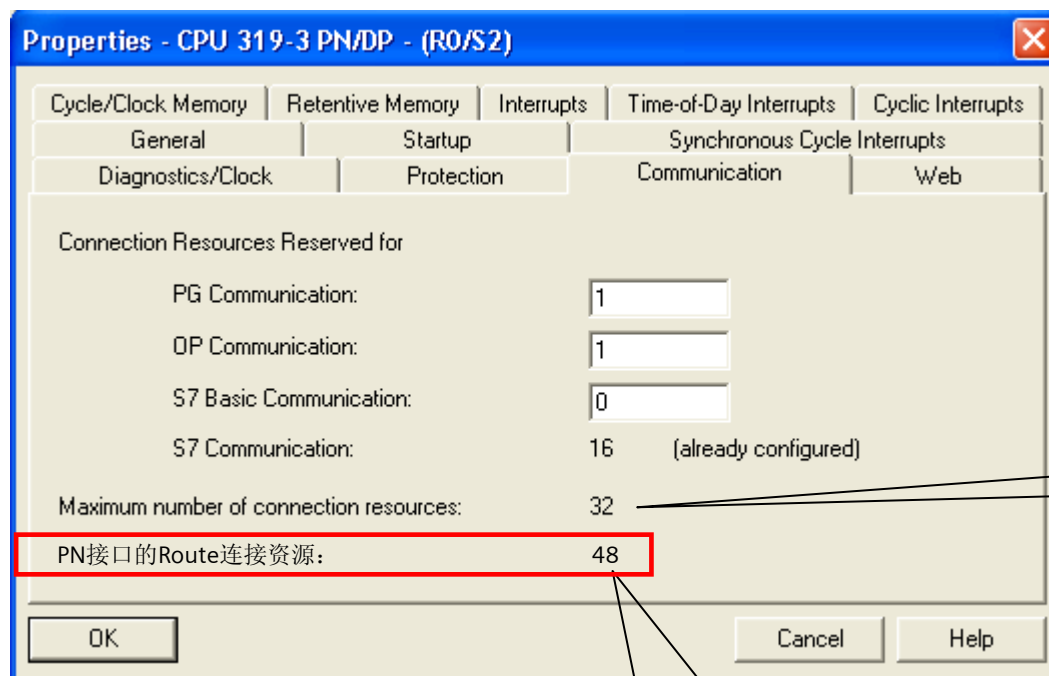 Properties - CPU 319-3 PN/DP - (R0/S2)
Cycle/Clock Memory Retentive Memory Interrupts Time-of-Day Interrupts Cyclic Interrupts
General Startup Synchronous Cycle Interrupts
Diagnostics/Clock Protection Communication Web
Connection Resources Reserved for
PG Communication: 1
OP Communication: 1
S7 Basic Communication: 0
S7 Communication: 16 (already configured)
Maximum number of connection resources: 32
PN接口的Route连接资源： 48
OK Cancel Help